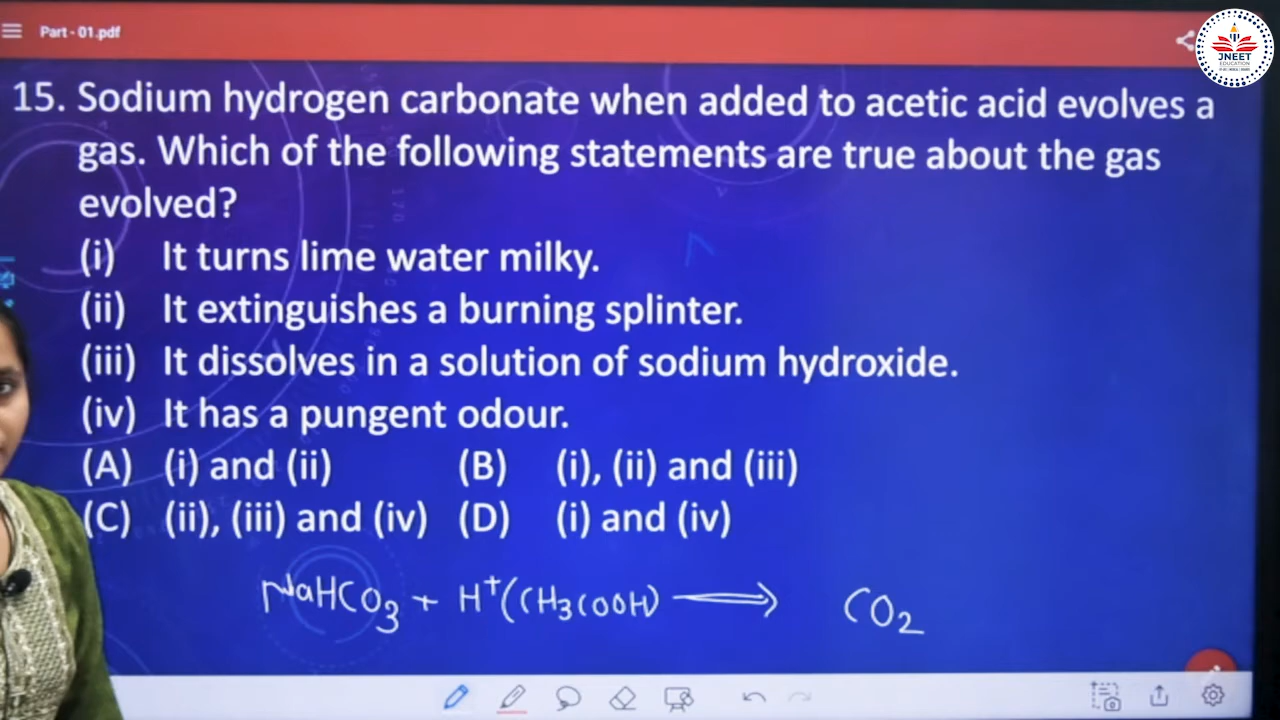 Part - 01.pdf
JNEET
EDUCATION
15. Sodium hydrogen carbonate when added to acetic acid evolves a
gas. Which of the following statements are true about the gas
evolved?
(i) It turns lime water milky.
(ii) It extinguishes a burning splinter.
(iii) It dissolves in a solution of sodium hydroxide.
(iv) It has a pungent odour.
(A) (i) and (ii) (B) (i), (ii) and (iii)
(C) (ii), (iii) and (iv) (D) (i) and (iv)
NaHCO3 + H+(CH3COOH) ⟶ CO2